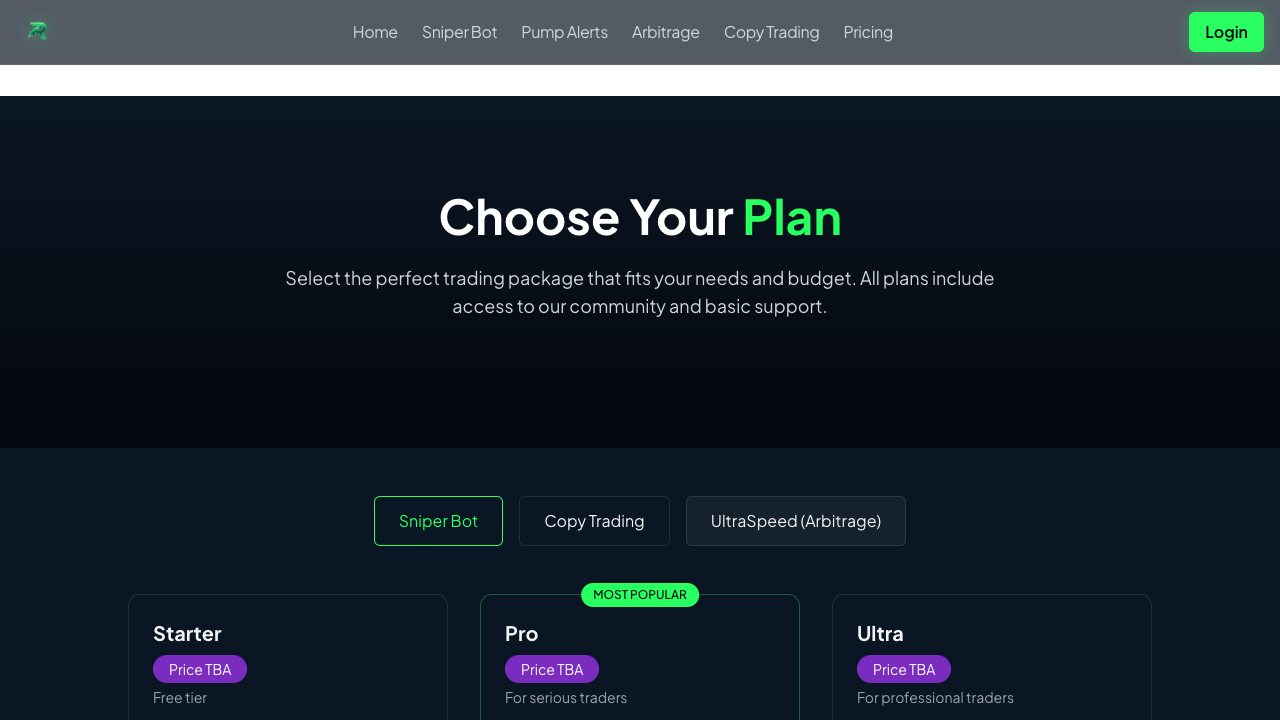 Home
Sniper Bot
Pump Alerts
Arbitrage
Copy Trading
Pricing
Login
Choose Your Plan
Select the perfect trading package that fits your needs and budget. All plans include
access to our community and basic support.
Sniper Bot
Copy Trading
UltraSpeed (Arbitrage)
MOST POPULAR
Starter
Price TBA
Free tier
Pro
Price TBA
For serious traders
Ultra
Price TBA
For professional traders